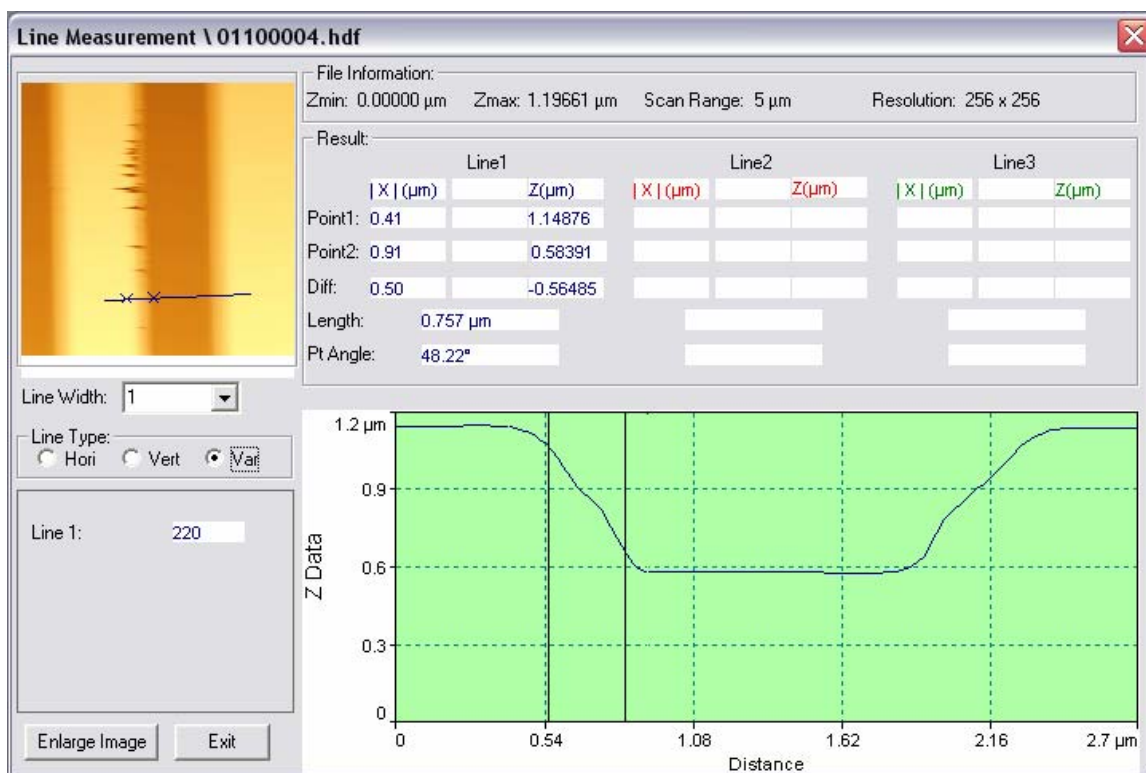 Line Measurement \ 01100004.hdf
File Information:
Zmin: 0.00000 µm Zmax: 1.19661 µm Scan Range: 5 µm Resolution: 256 x 256
Result:
Line1 Line2 Line3
| X | (µm) Z(µm) | X | (µm) Z(µm) | X | (µm) Z(µm)
Point1: 0.41 1.14876
Point2: 0.91 0.58391
Diff: 0.50 -0.56485
Length: 0.757 µm
Pt Angle: 48.22°
Line Width: 1
Line Type:
Hori Vert Var
Line 1: 220
Enlarge Image Exit
1.2 µm
0.9
0.6
0.3
0
Z Data
0 0.54 1.08 1.62 2.16 2.7 µm
Distance